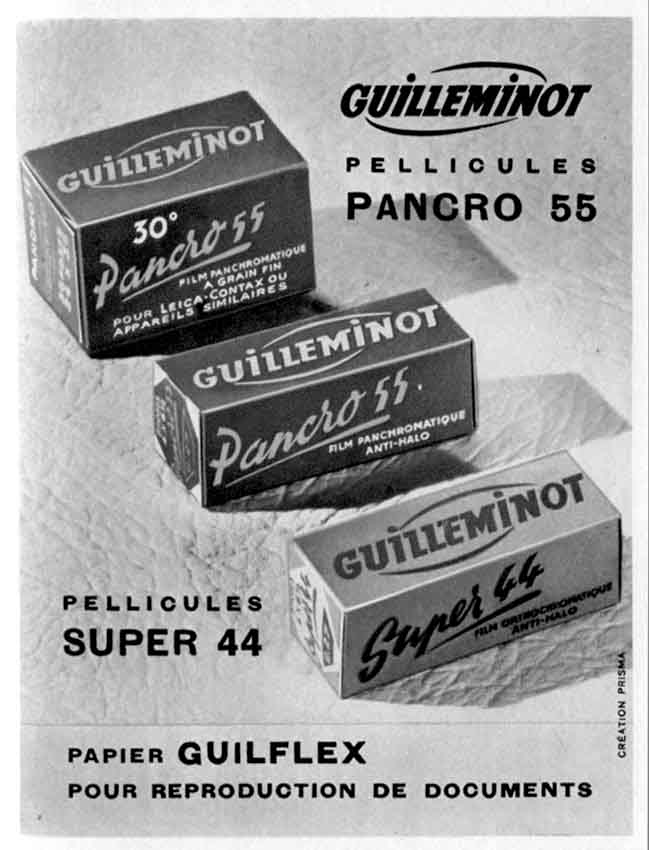 GUILLEMINOT
PELLICULES
PANCRO 55
GUILLEMINOT
30°
Pancro 55
FILM PANCHROMATIQUE
A GRAIN FIN
POUR LEICA-CONTAX OU
APPAREILS SIMILAIRES
GUILLEMINOT
Pancro 55.
FILM PANCHROMATIQUE
ANTI-HALO
GUILLEMINOT
Super 44
FILM ORTHOCHROMATIQUE
ANTI-HALO
PELLICULES
SUPER 44
CRÉATION PRISMA
PAPIER GUILFLEX
POUR REPRODUCTION DE DOCUMENTS